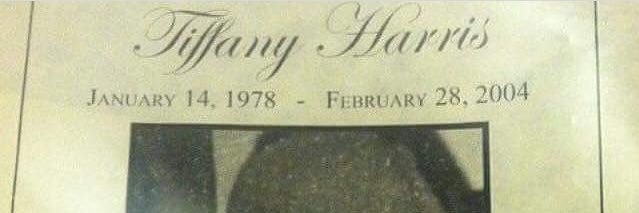 Tiffany Harris
January 14, 1978 - February 28, 2004